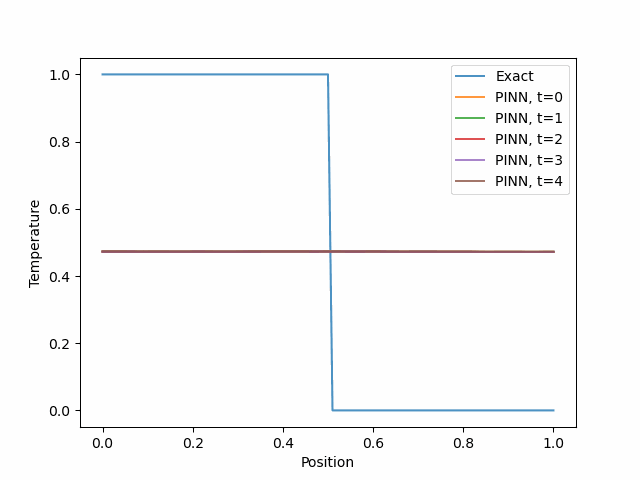 1.0
0.8
0.6
0.4
0.2
0.0
Temperature
0.0 0.2 0.4 0.6 0.8 1.0
Position
Exact
PINN, t=0
PINN, t=1
PINN, t=2
PINN, t=3
PINN, t=4